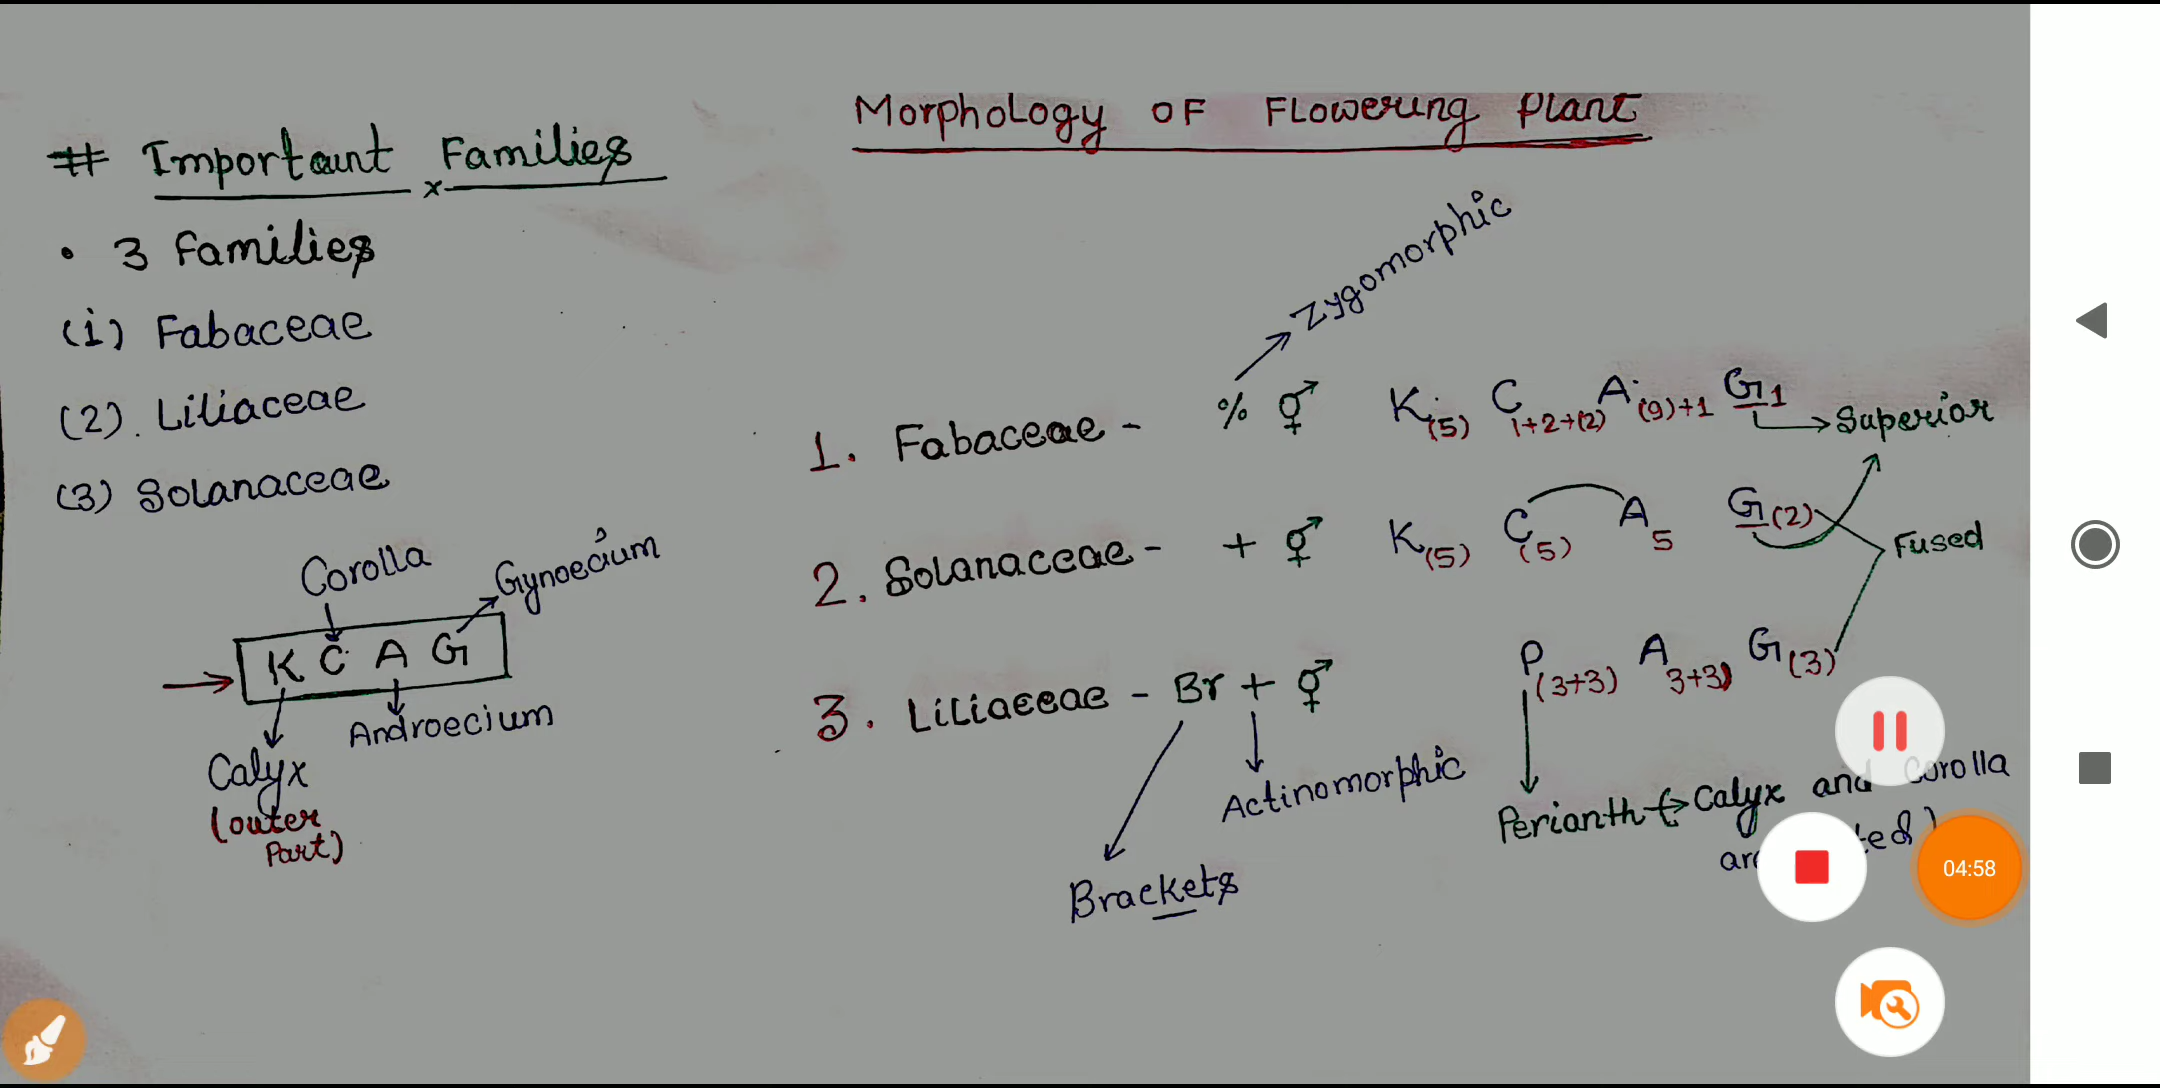 Morphology of Flowering Plant
# Important Families
• 3 families
(i) Fabaceae
(2). Liliaceae
(3) Solanaceae
Corolla
Gynoecium
K C A G
Androecium
Calyx
(outer
Part)
Zygomorphic
1. Fabaceae - % ⚥ K(5) C1+2+(2) A(9)+1 G1
Superior
2. Solanaceae - + ⚥ K(5) C(5) A5 G(2)
Fused
3. Liliaceae - Br + ⚥ P(3+3) A3+3) G(3)
Actinomorphic
Brackets
Perianth (→ Calyx and Corolla
04:58